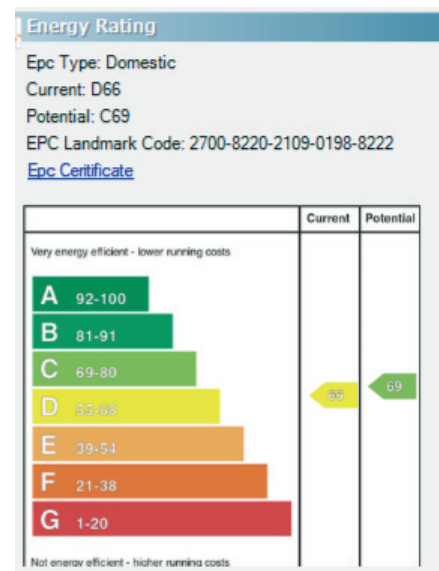 Energy Rating
Epc Type: Domestic
Current: D66
Potential: C69
EPC Landmark Code: 2700-8220-2109-0198-8222
Epc Ceritificate
Current Potential
Very energy efficient - lower running costs
A 92-100
B 81-91
C 69-80
D 55-68
66
69
E 39-54
F 21-38
G 1-20
Not energy efficient - higher running costs